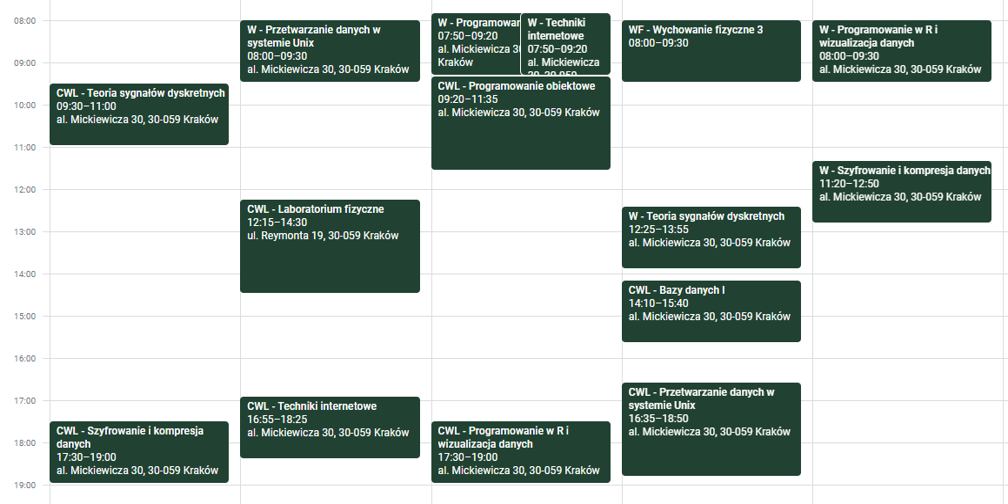 08:00
09:00
10:00
11:00
12:00
13:00
14:00
15:00
16:00
17:00
18:00
19:00
CWL - Teoria sygnałów dyskretnych
09:30–11:00
al. Mickiewicza 30, 30-059 Kraków
CWL - Szyfrowanie i kompresja
danych
17:30–19:00
al. Mickiewicza 30, 30-059 Kraków
W - Przetwarzanie danych w
systemie Unix
08:00–09:30
al. Mickiewicza 30, 30-059 Kraków
CWL - Laboratorium fizyczne
12:15–14:30
ul. Reymonta 19, 30-059 Kraków
CWL - Techniki internetowe
16:55–18:25
al. Mickiewicza 30, 30-059 Kraków
W - Programowan
07:50–09:20
al. Mickiewicza 30
Kraków
W - Techniki
internetowe
07:50–09:20
al. Mickiewicza
30, 30-059
CWL - Programowanie obiektowe
09:20–11:35
al. Mickiewicza 30, 30-059 Kraków
CWL - Programowanie w R i
wizualizacja danych
17:30–19:00
al. Mickiewicza 30, 30-059 Kraków
WF - Wychowanie fizyczne 3
08:00–09:30
W - Teoria sygnałów dyskretnych
12:25–13:55
al. Mickiewicza 30, 30-059 Kraków
CWL - Bazy danych I
14:10–15:40
al. Mickiewicza 30, 30-059 Kraków
CWL - Przetwarzanie danych w
systemie Unix
16:35–18:50
al. Mickiewicza 30, 30-059 Kraków
W - Programowanie w R i
wizualizacja danych
08:00–09:30
al. Mickiewicza 30, 30-059 Kraków
W - Szyfrowanie i kompresja danych
11:20–12:50
al. Mickiewicza 30, 30-059 Kraków